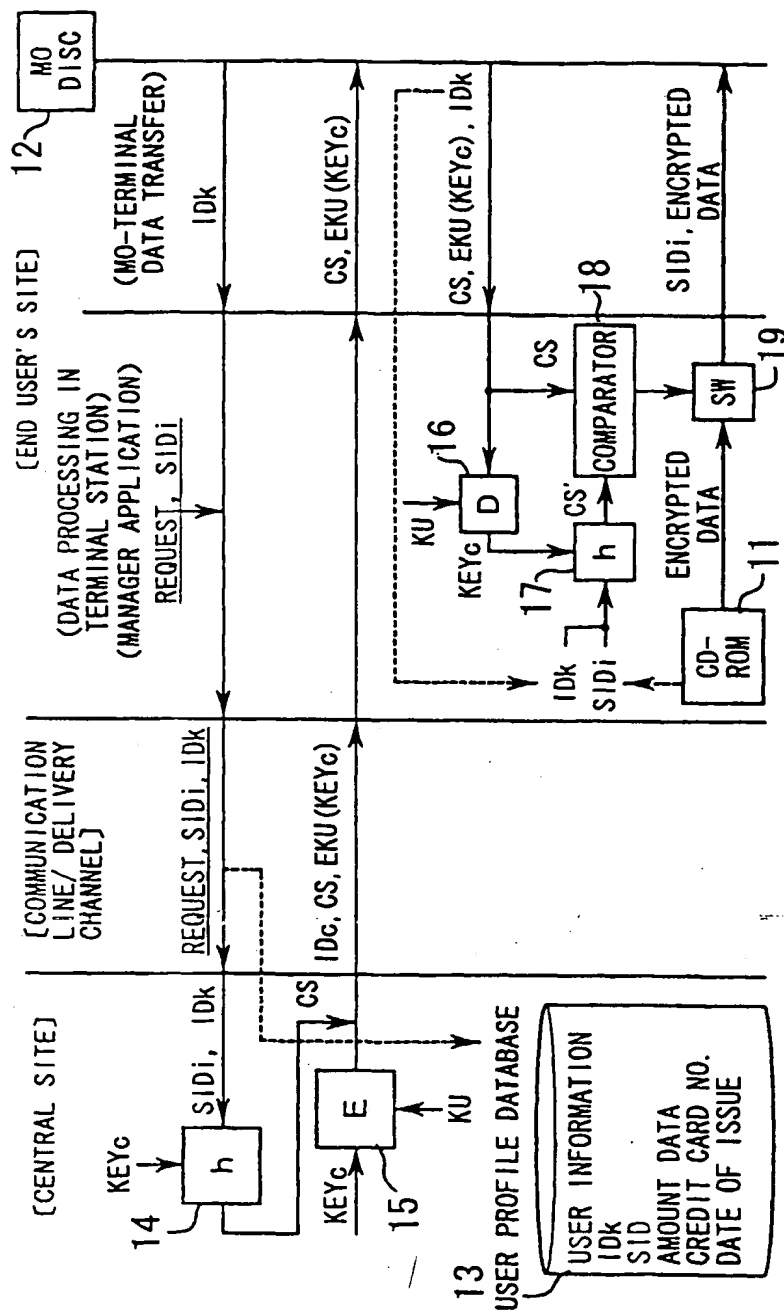 [CENTRAL SITE]
[COMMUNICATION
LINE/ DELIVERY
CHANNEL]
[END USER'S SITE]
(DATA PROCESSING IN
TERMINAL STATION)
(MANAGER APPLICATION)
(MO-TERMINAL
DATA TRANSFER)
12
MO
DISC
IDk
REQUEST, SIDi
REQUEST, SIDi, IDk
SIDi, IDk
KEYc
h
14
CS
KEYc
E
15
KU
IDc, CS, EKU(KEYc)
CS, EKU(KEYc)
CS, EKU(KEYc), IDk
16
D
KU
KEYc
CS
17
h
CS'
COMPARATOR
18
IDk
SIDi
CD-
ROM
11
ENCRYPTED
DATA
SW
19
SIDi, ENCRYPTED
DATA
13
USER PROFILE DATABASE
USER INFORMATION
IDk
SID
AMOUNT DATA
CREDIT CARD NO.
DATE OF ISSUE